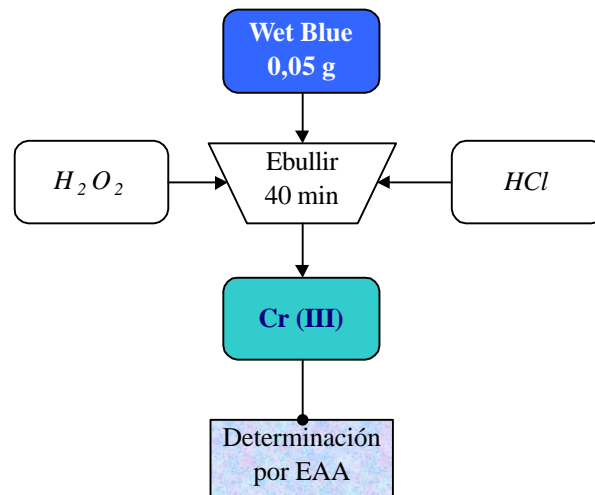 Wet Blue
0,05 g
H2O2
Ebullir
40 min
HCl
Cr (III)
Determinación
por EAA